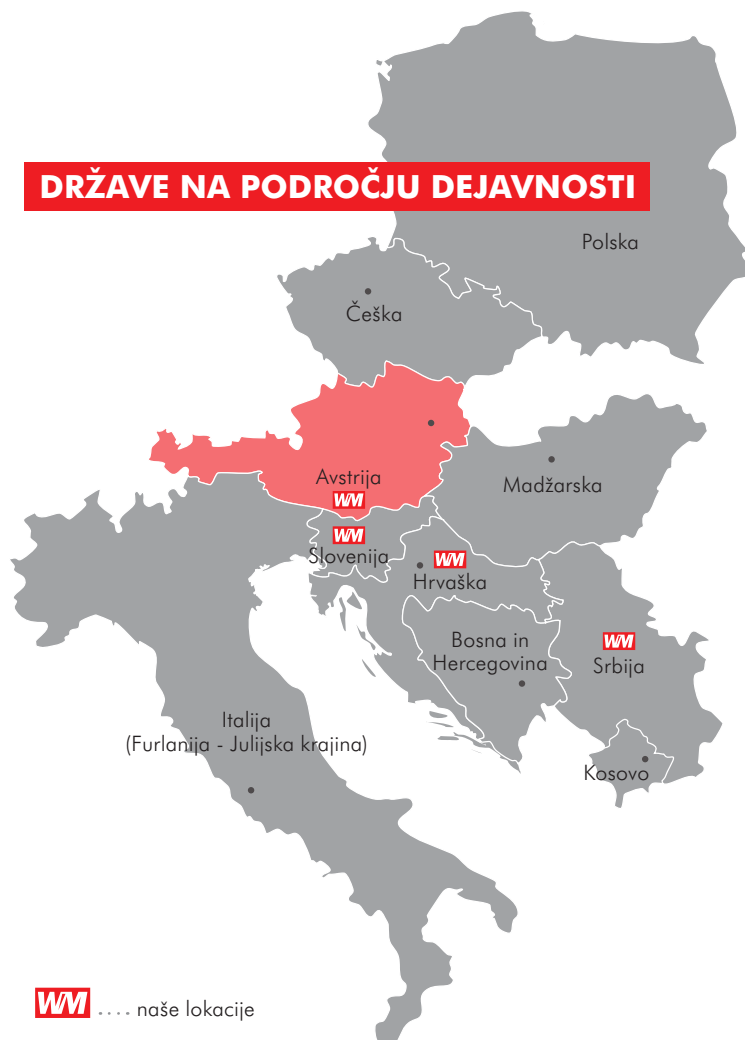 DRŽAVE NA PODROČJU DEJAVNOSTI
Polska
Češka
Avstrija
WM
Madžarska
WM
Slovenija
WM
Hrvaška
Bosna in
Hercegovina
WM
Srbija
Italija
(Furlanija - Julijska krajina)
Kosovo
WM .... naše lokacije